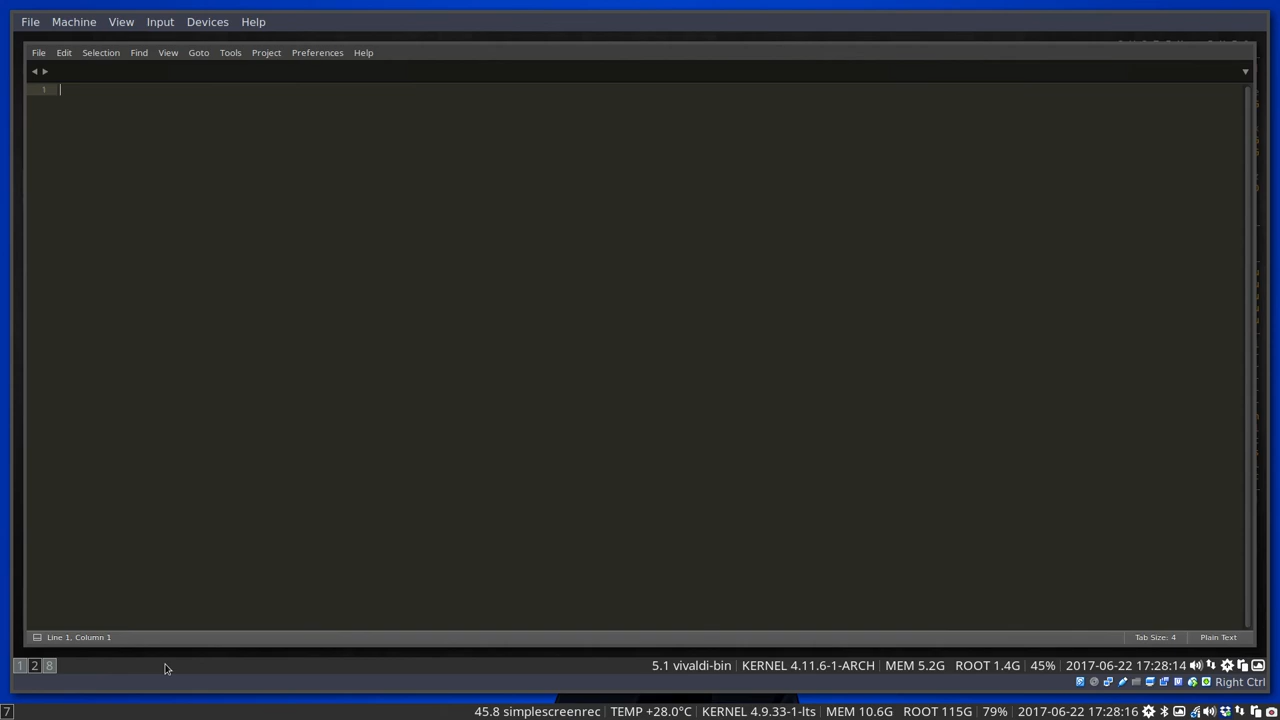 File Machine View Input Devices Help
File Edit Selection Find View Goto Tools Project Preferences Help
1
Line 1, Column 1 Tab Size: 4 Plain Text
1 2 8 5.1 vivaldi-bin KERNEL 4.11.6-1-ARCH MEM 5.2G ROOT 1.4G 45% 2017-06-22 17:28:14
Right Ctrl
7 45.8 simplescreenrec TEMP +28.0°C KERNEL 4.9.33-1-lts MEM 10.6G ROOT 115G 79% 2017-06-22 17:28:16